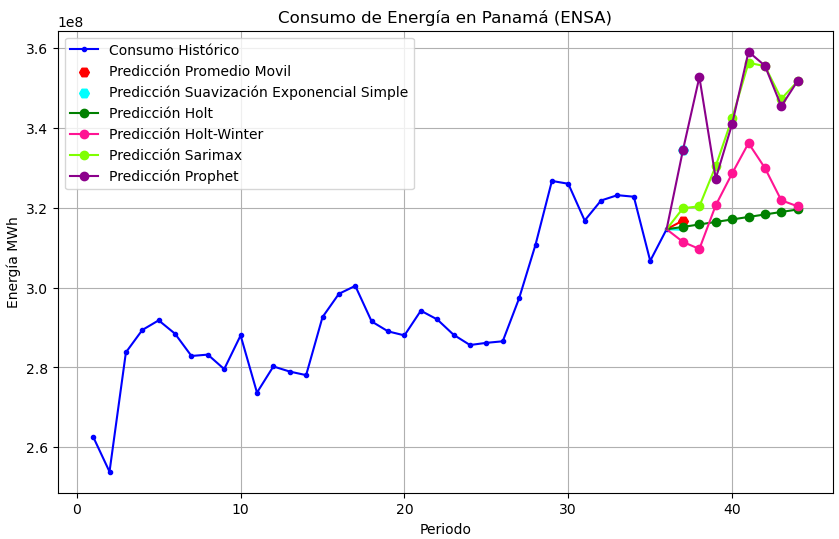 Consumo de Energía en Panamá (ENSA)
1e8
Consumo Histórico
Predicción Promedio Movil
Predicción Suavización Exponencial Simple
Predicción Holt
Predicción Holt-Winter
Predicción Sarimax
Predicción Prophet
3.6
3.4
3.2
3.0
2.8
2.6
Energía MWh
0 10 20 30 40
Periodo